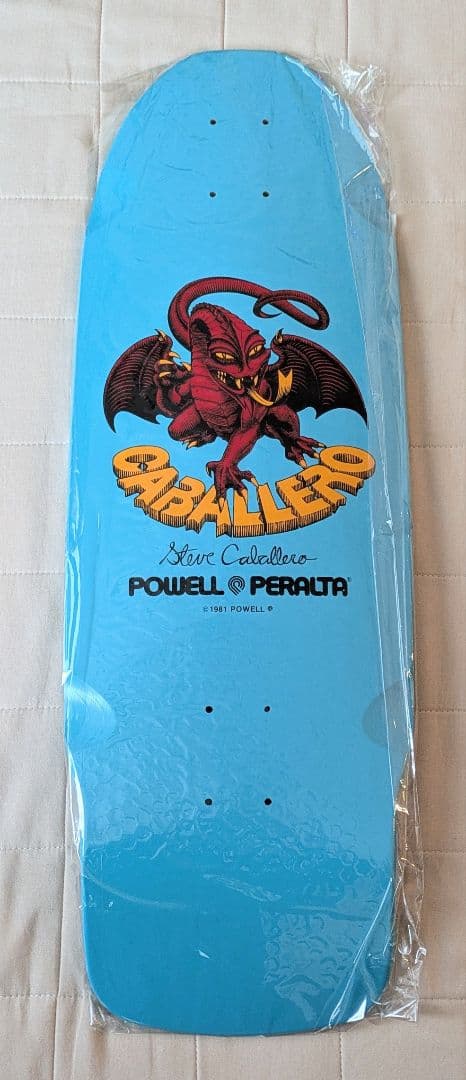 CABALLERO
Steve Caballero
POWELL PERALTA®
© 1981 POWELL ®